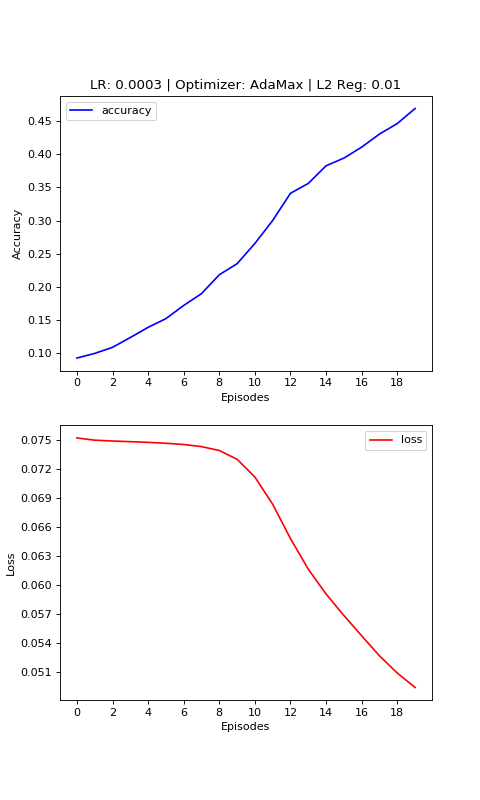 LR: 0.0003 | Optimizer: AdaMax | L2 Reg: 0.01
accuracy
0.45
0.40
0.35
0.30
0.25
0.20
0.15
0.10
Accuracy
0 2 4 6 8 10 12 14 16 18
Episodes
loss
0.075
0.072
0.069
0.066
0.063
0.060
0.057
0.054
0.051
Loss
0 2 4 6 8 10 12 14 16 18
Episodes